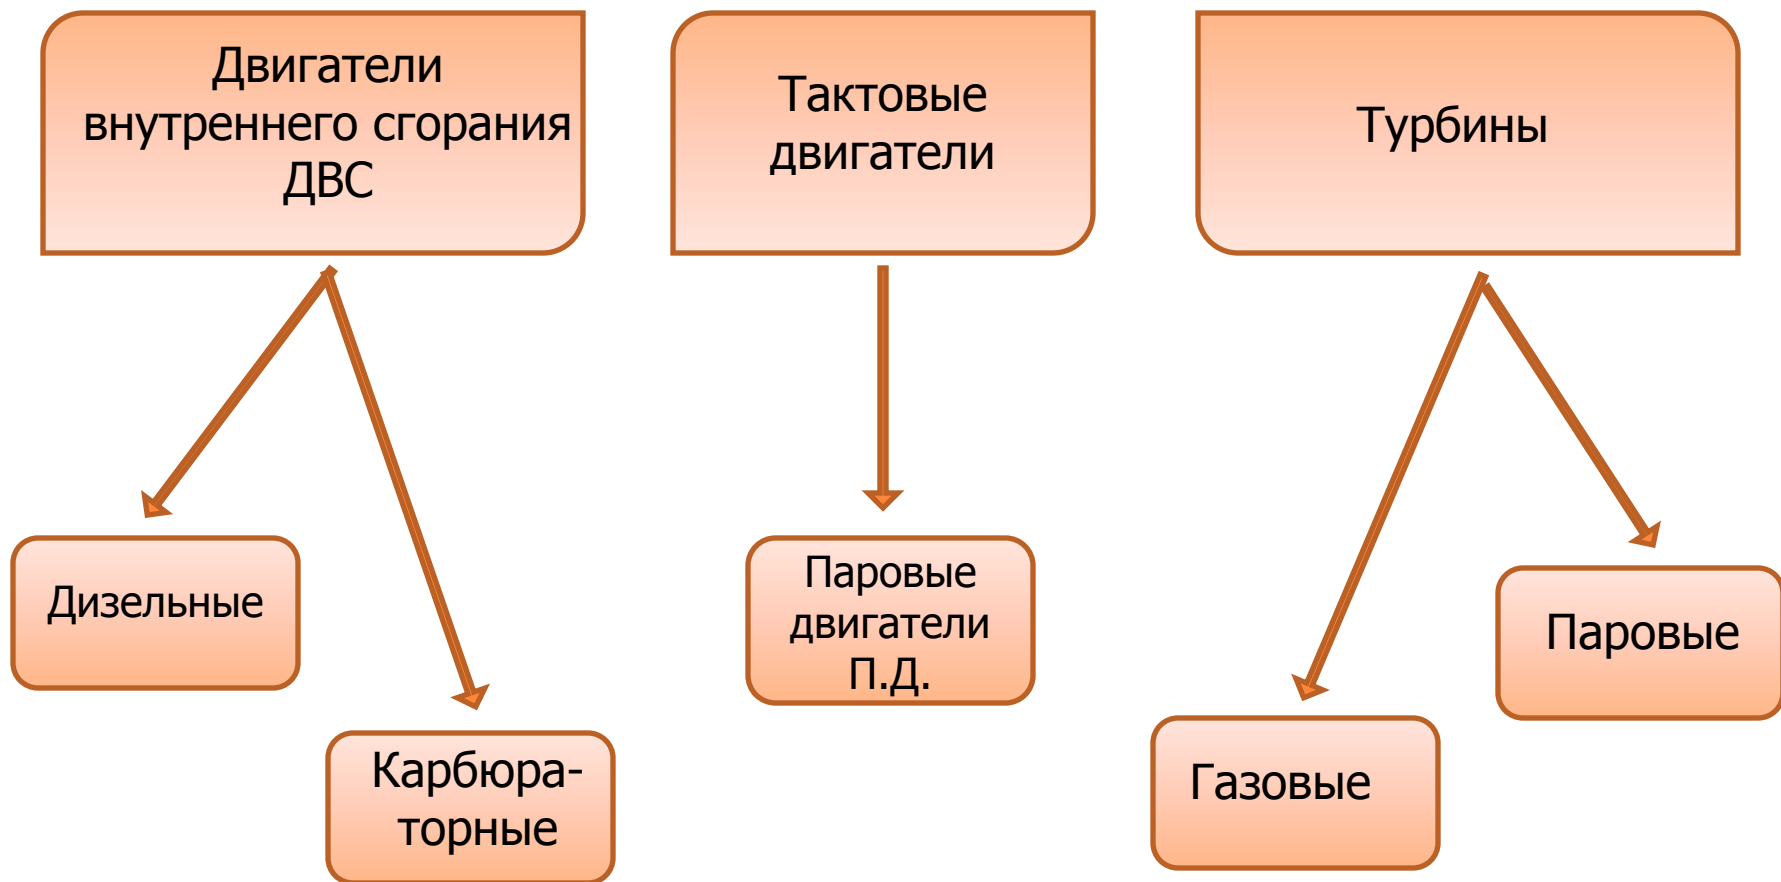 Двигатели
внутреннего сгорания
ДВС
Тактовые
двигатели
Турбины
Дизельные
Карбюра-
торные
Паровые
двигатели
П.Д.
Газовые
Паровые